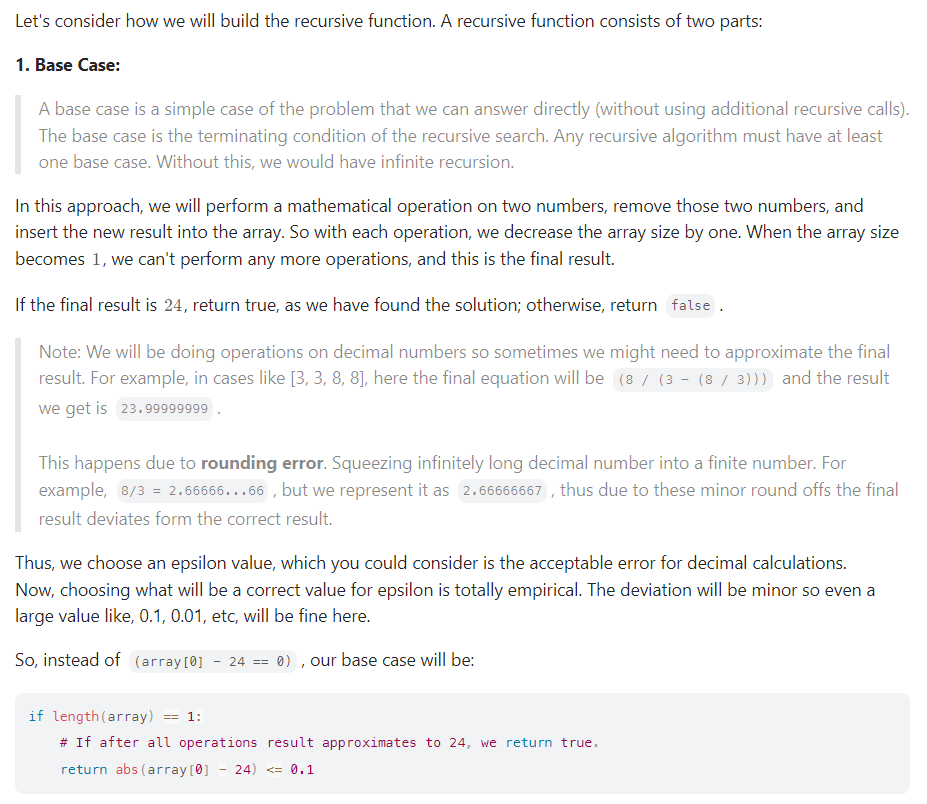 Let's consider how we will build the recursive function. A recursive function consists of two parts:
1. Base Case:
A base case is a simple case of the problem that we can answer directly (without using additional recursive calls).
The base case is the terminating condition of the recursive search. Any recursive algorithm must have at least
one base case. Without this, we would have infinite recursion.
In this approach, we will perform a mathematical operation on two numbers, remove those two numbers, and
insert the new result into the array. So with each operation, we decrease the array size by one. When the array size
becomes 1, we can't perform any more operations, and this is the final result.
If the final result is 24, return true, as we have found the solution; otherwise, return false .
Note: We will be doing operations on decimal numbers so sometimes we might need to approximate the final
result. For example, in cases like [3, 3, 8, 8], here the final equation will be (8 / (3 - (8 / 3))) and the result
we get is 23.99999999 .
This happens due to rounding error. Squeezing infinitely long decimal number into a finite number. For
example, 8/3 = 2.66666...66 , but we represent it as 2.66666667 , thus due to these minor round offs the final
result deviates form the correct result.
Thus, we choose an epsilon value, which you could consider is the acceptable error for decimal calculations.
Now, choosing what will be a correct value for epsilon is totally empirical. The deviation will be minor so even a
large value like, 0.1, 0.01, etc, will be fine here.
So, instead of (array[0] - 24 == 0) , our base case will be:
if length(array) == 1:
    # If after all operations result approximates to 24, we return true.
    return abs(array[0] - 24) <= 0.1